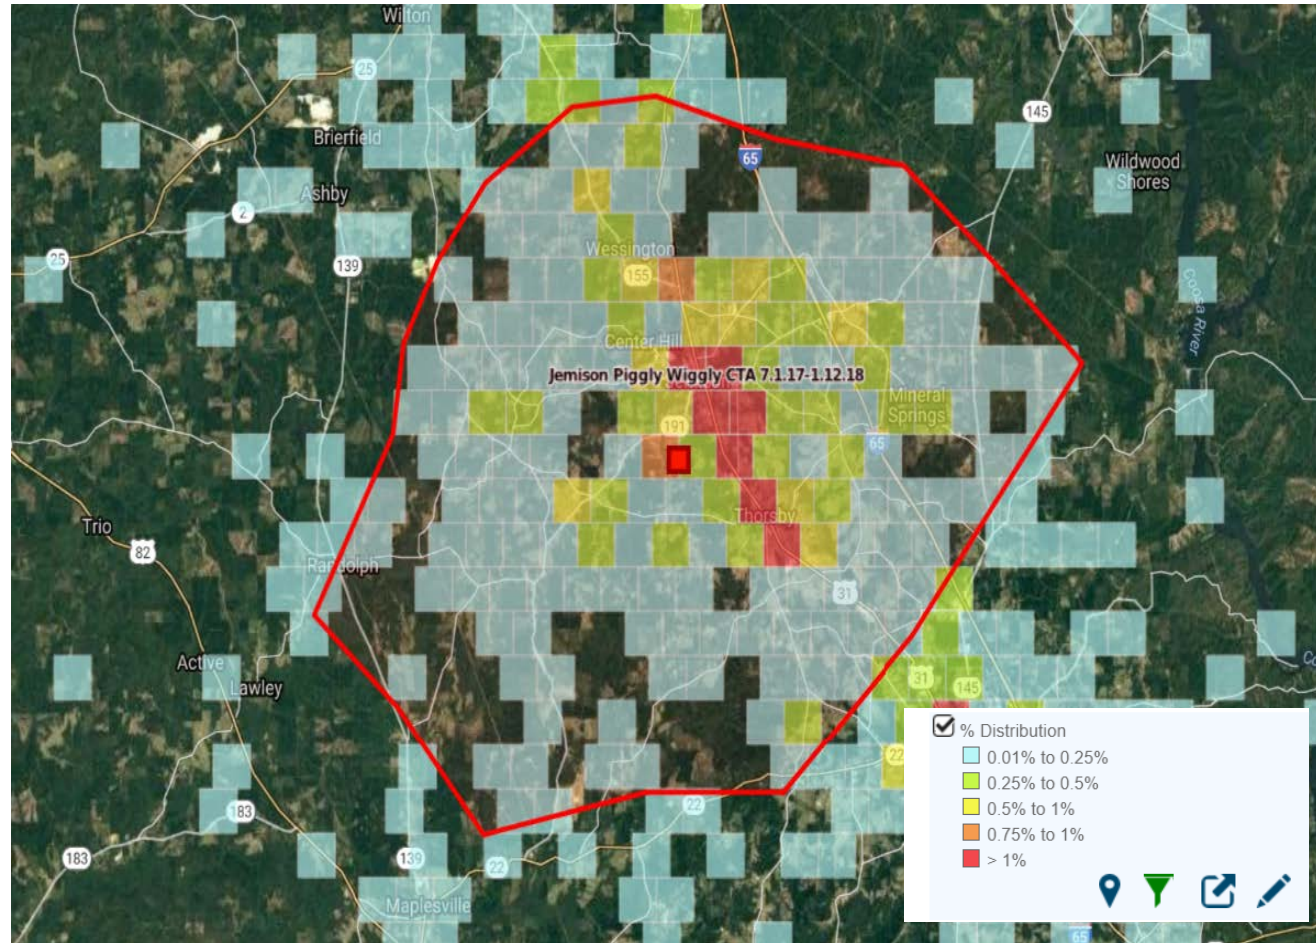 Wilton
25
145
Brierfield
65
Wildwood
Shores
Ashby
2
Wessington
25
139
155
Coosa River
Center Hill
Jemison Piggly Wiggly CTA 7.1.17-1.12.18
Mineral
Springs
191
65
Thorsby
Trio
82
Randolph
31
Active
Lawley
31
145
22
22
183
183
139
22
Maplesville
65
% Distribution
0.01% to 0.25%
0.25% to 0.5%
0.5% to 1%
0.75% to 1%
> 1%